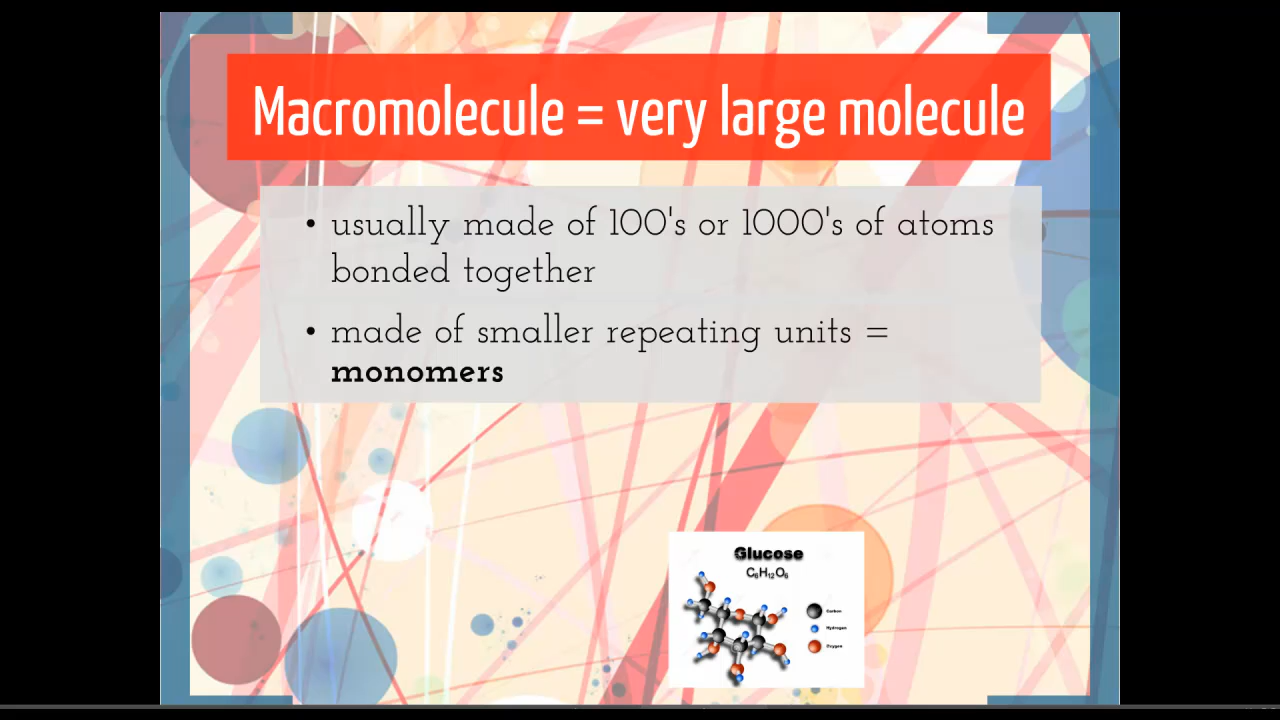 Macromolecule = very large molecule
• usually made of 100's or 1000's of atoms
bonded together
• made of smaller repeating units =
monomers
Glucose
C₆H₁₂O₆
Carbon
Hydrogen
Oxygen